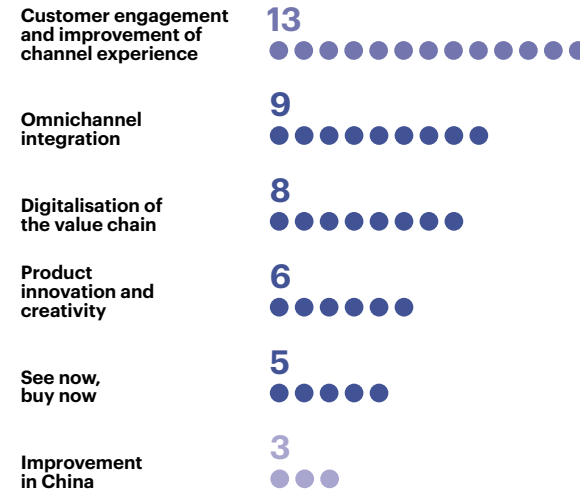 Customer engagement
and improvement of
channel experience
13
Omnichannel
integration
9
Digitalisation of
the value chain
8
Product
innovation and
creativity
6
See now,
buy now
5
Improvement
in China
3